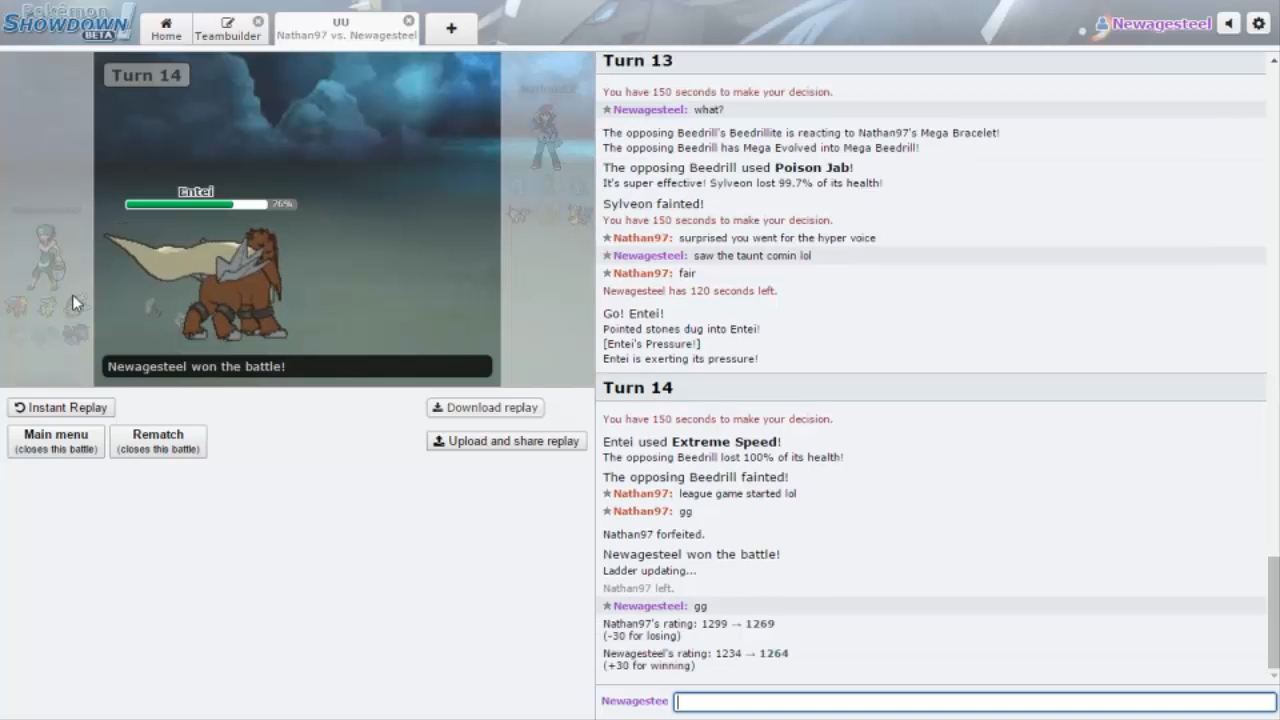 Pokémon
SHOWDOWN!
BETA
Home
Teambuilder
UU
Nathan97 vs. Newagesteel
+
Newagesteel
Turn 14
Entei
76%
Newagesteel won the battle!
Instant Replay
Download replay
Main menu
(closes this battle)
Rematch
(closes this battle)
Upload and share replay
Turn 13
You have 150 seconds to make your decision.
★Newagesteel: what?
The opposing Beedrill's Beedrillite is reacting to Nathan97's Mega Bracelet!
The opposing Beedrill has Mega Evolved into Mega Beedrill!
The opposing Beedrill used Poison Jab!
It's super effective! Sylveon lost 99.7% of its health!
Sylveon fainted!
You have 150 seconds to make your decision.
★Nathan97: surprised you went for the hyper voice
★Newagesteel: saw the taunt comin lol
★Nathan97: fair
Newagesteel has 120 seconds left.
Go! Entei!
Pointed stones dug into Entei!
[Entei's Pressure!]
Entei is exerting its pressure!
Turn 14
You have 150 seconds to make your decision.
Entei used Extreme Speed!
The opposing Beedrill lost 100% of its health!
The opposing Beedrill fainted!
★Nathan97: league game started lol
★Nathan97: gg
Nathan97 forfeited.
Newagesteel won the battle!
Ladder updating...
Nathan97 left.
★Newagesteel: gg
Nathan97's rating: 1299 → 1269
(-30 for losing)
Newagesteel's rating: 1234 → 1264
(+30 for winning)
Newagestee